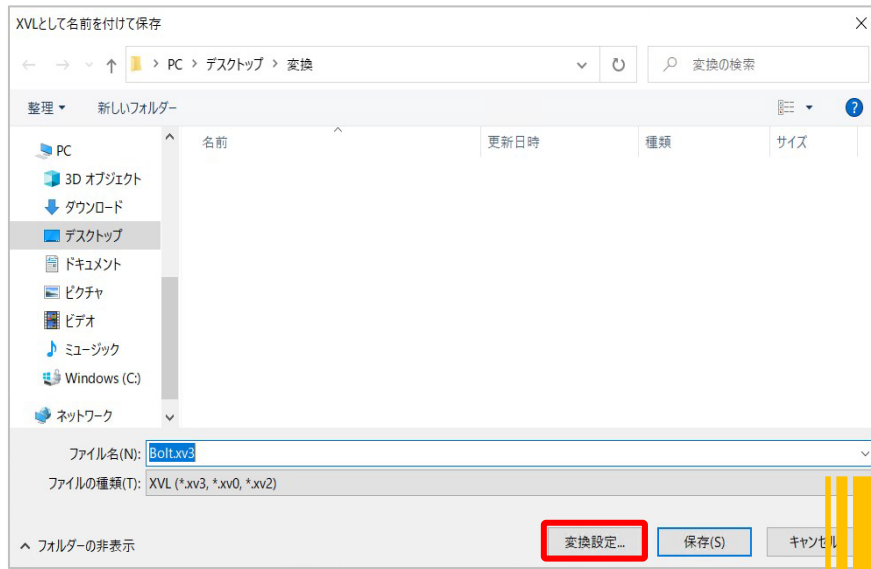 XVLとして名前を付けて保存
PC > デスクトップ > 変換
変換の検索
整理
新しいフォルダー
名前 更新日時 種類 サイズ
PC
3D オブジェクト
ダウンロード
デスクトップ
ドキュメント
ピクチャ
ビデオ
ミュージック
Windows (C:)
ネットワーク
ファイル名(N): Bolt.xv3
ファイルの種類(T): XVL (*.xv3, *.xv0, *.xv2)
フォルダーの非表示
変換設定... 保存(S) キャンセル